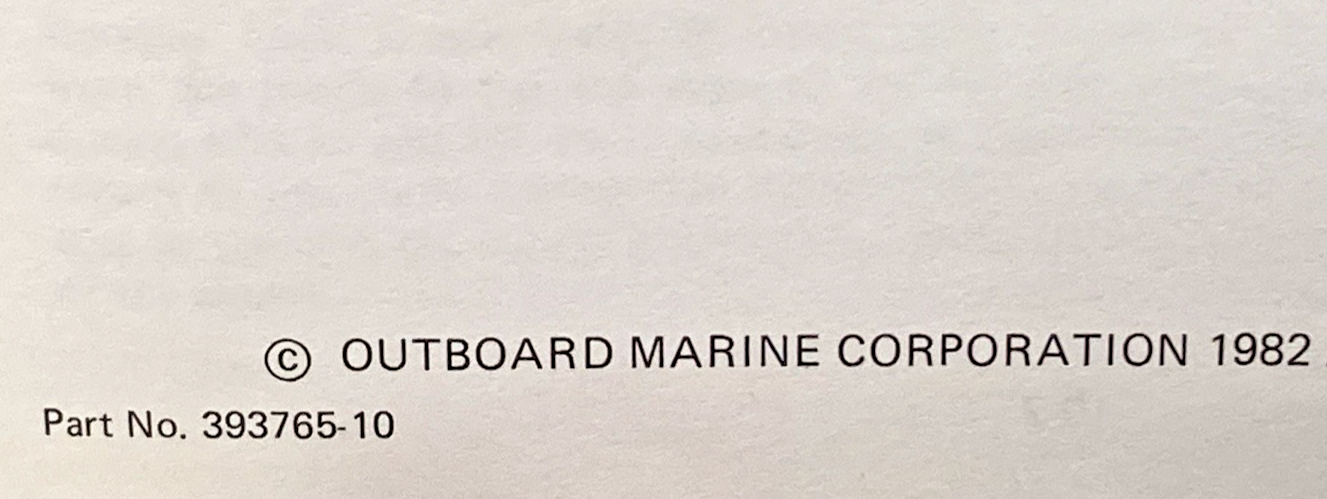 © OUTBOARD MARINE CORPORATION 1982
Part No. 393765-10